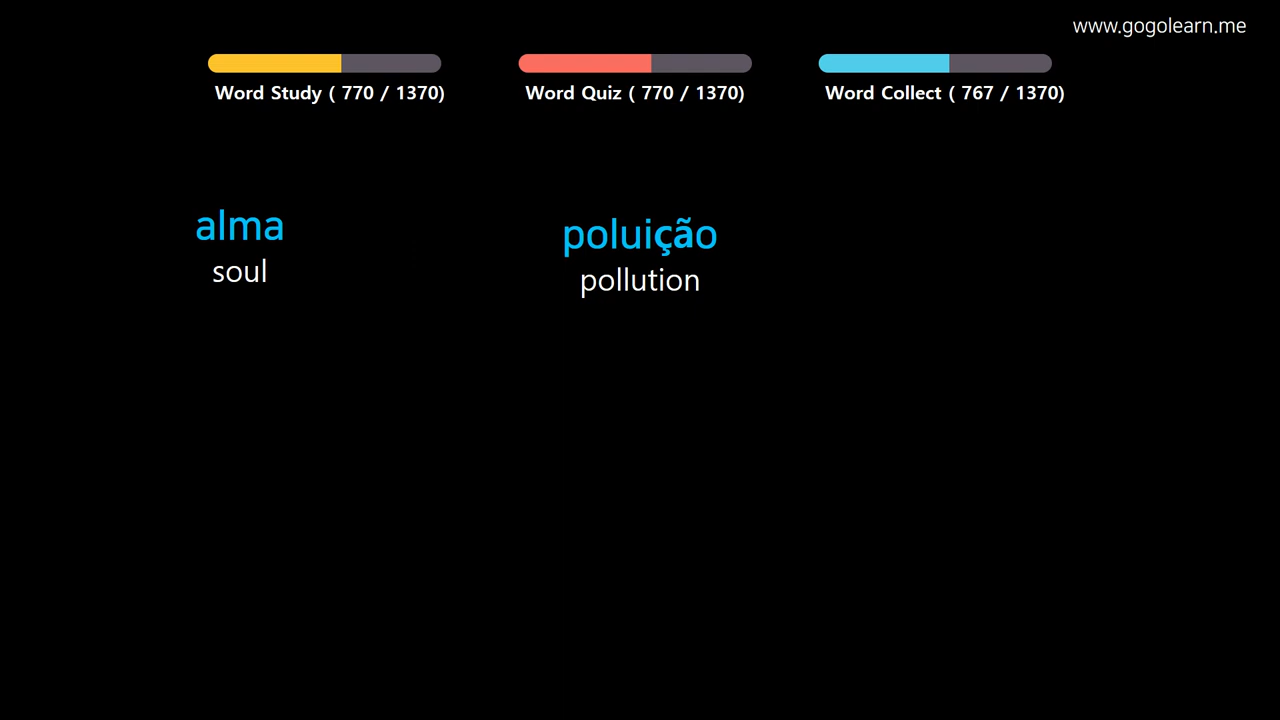 www.gogolearn.me
Word Study ( 770 / 1370)
Word Quiz ( 770 / 1370)
Word Collect ( 767 / 1370)
alma
soul
poluição
pollution